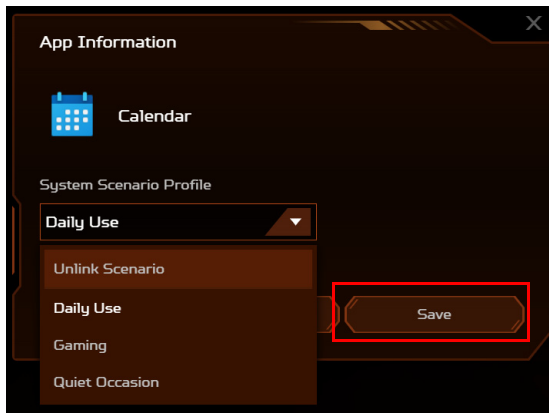 App Information
X
Calendar
System Scenario Profile
Daily Use
Unlink Scenario
Daily Use
Gaming
Quiet Occasion
Save